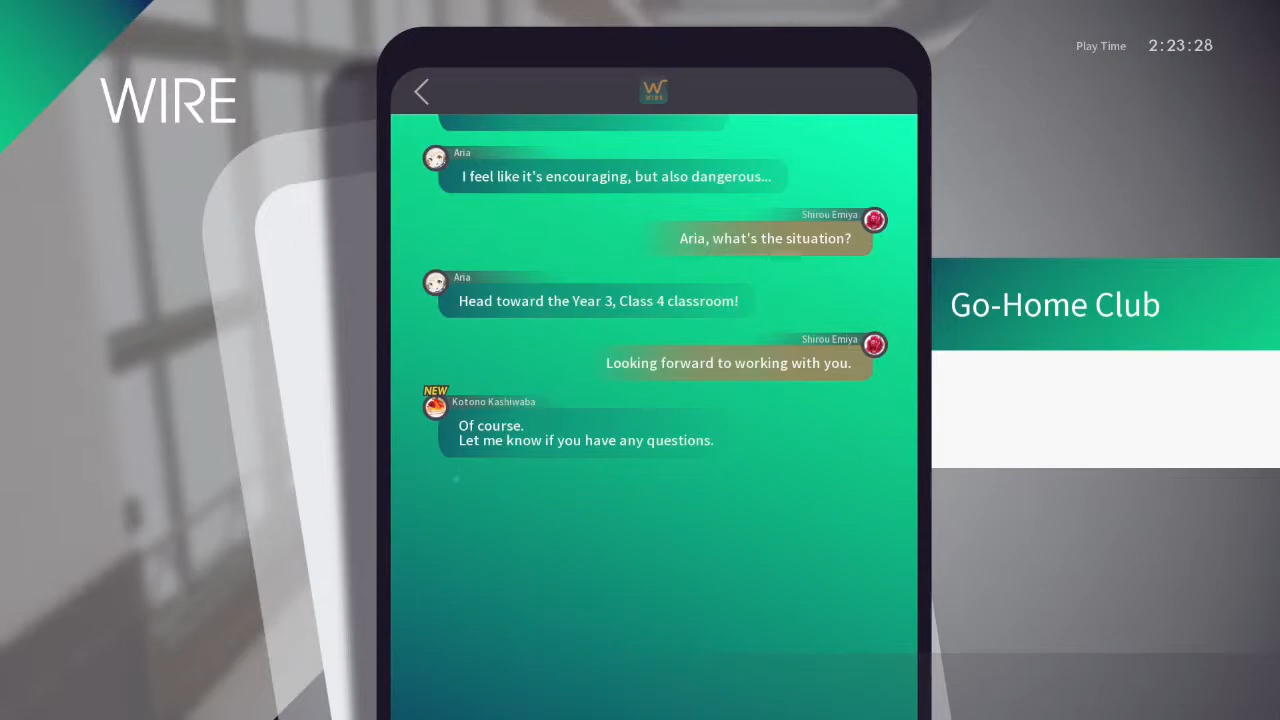 Play Time 2:23:28
WIRE
W
WIRE
Aria
I feel like it's encouraging, but also dangerous...
Shirou Emiya
Aria, what's the situation?
Aria
Head toward the Year 3, Class 4 classroom!
Go-Home Club
Shirou Emiya
Looking forward to working with you.
NEW
Kotono Kashiwaba
Of course.
Let me know if you have any questions.